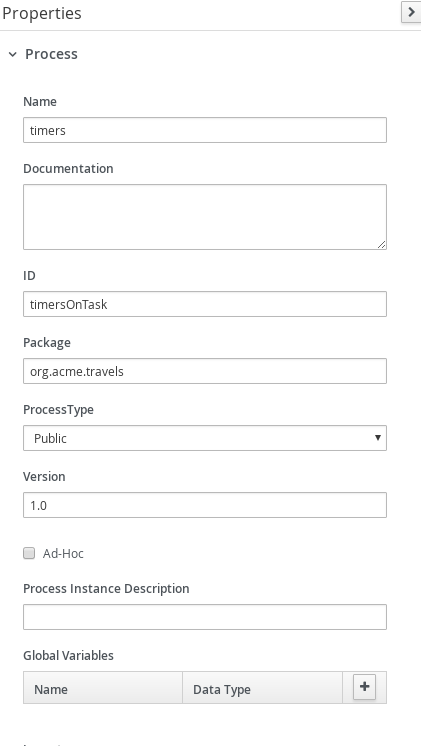 Properties
Process
Name
timers
Documentation
ID
timersOnTask
Package
org.acme.travels
ProcessType
Public
Version
1.0
Ad-Hoc
Process Instance Description
Global Variables
Name Data Type